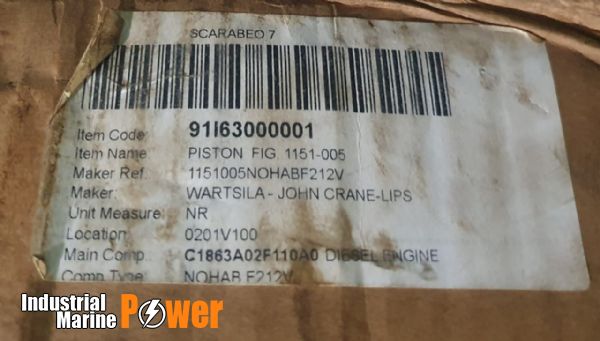 SCARABEO 7
Item Code: 91I63000001
Item Name: PISTON FIG. 1151-005
Maker Ref.: 1151005NOHABF212V
Maker: WARTSILA - JOHN CRANE-LIPS
Unit Measure: NR
Location: 0201V100
Main Comp.: C1863A02F110A0 DIESEL ENGINE
Comp Type: NOHAB F212V
Industrial
Marine Power